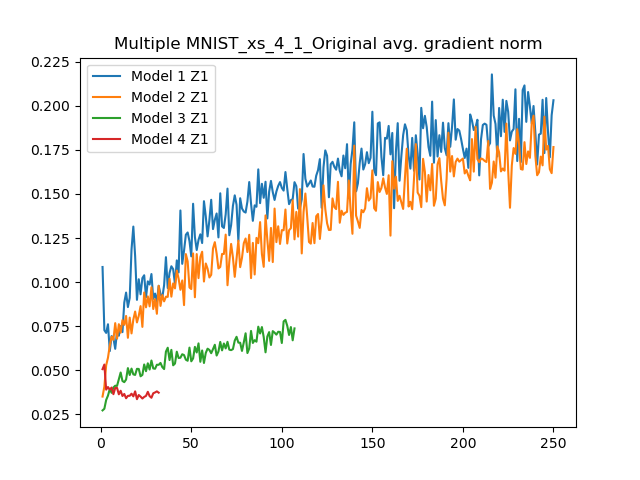 Multiple MNIST_xs_4_1_Original avg. gradient norm
0.225
0.200
0.175
0.150
0.125
0.100
0.075
0.050
0.025
Model 1 Z1
Model 2 Z1
Model 3 Z1
Model 4 Z1
0 50 100 150 200 250